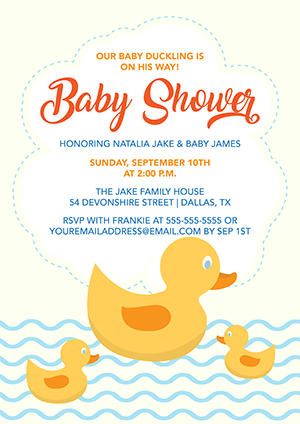 OUR BABY DUCKLING IS
ON HIS WAY!
Baby Shower
HONORING NATALIA JAKE & BABY JAMES
SUNDAY, SEPTEMBER 10TH
AT 2:00 P.M.
THE JAKE FAMILY HOUSE
54 DEVONSHIRE STREET | DALLAS, TX
RSVP WITH FRANKIE AT 555-555-5555 OR
YOUREMAILADDRESS@EMAIL.COM BY SEP 1ST